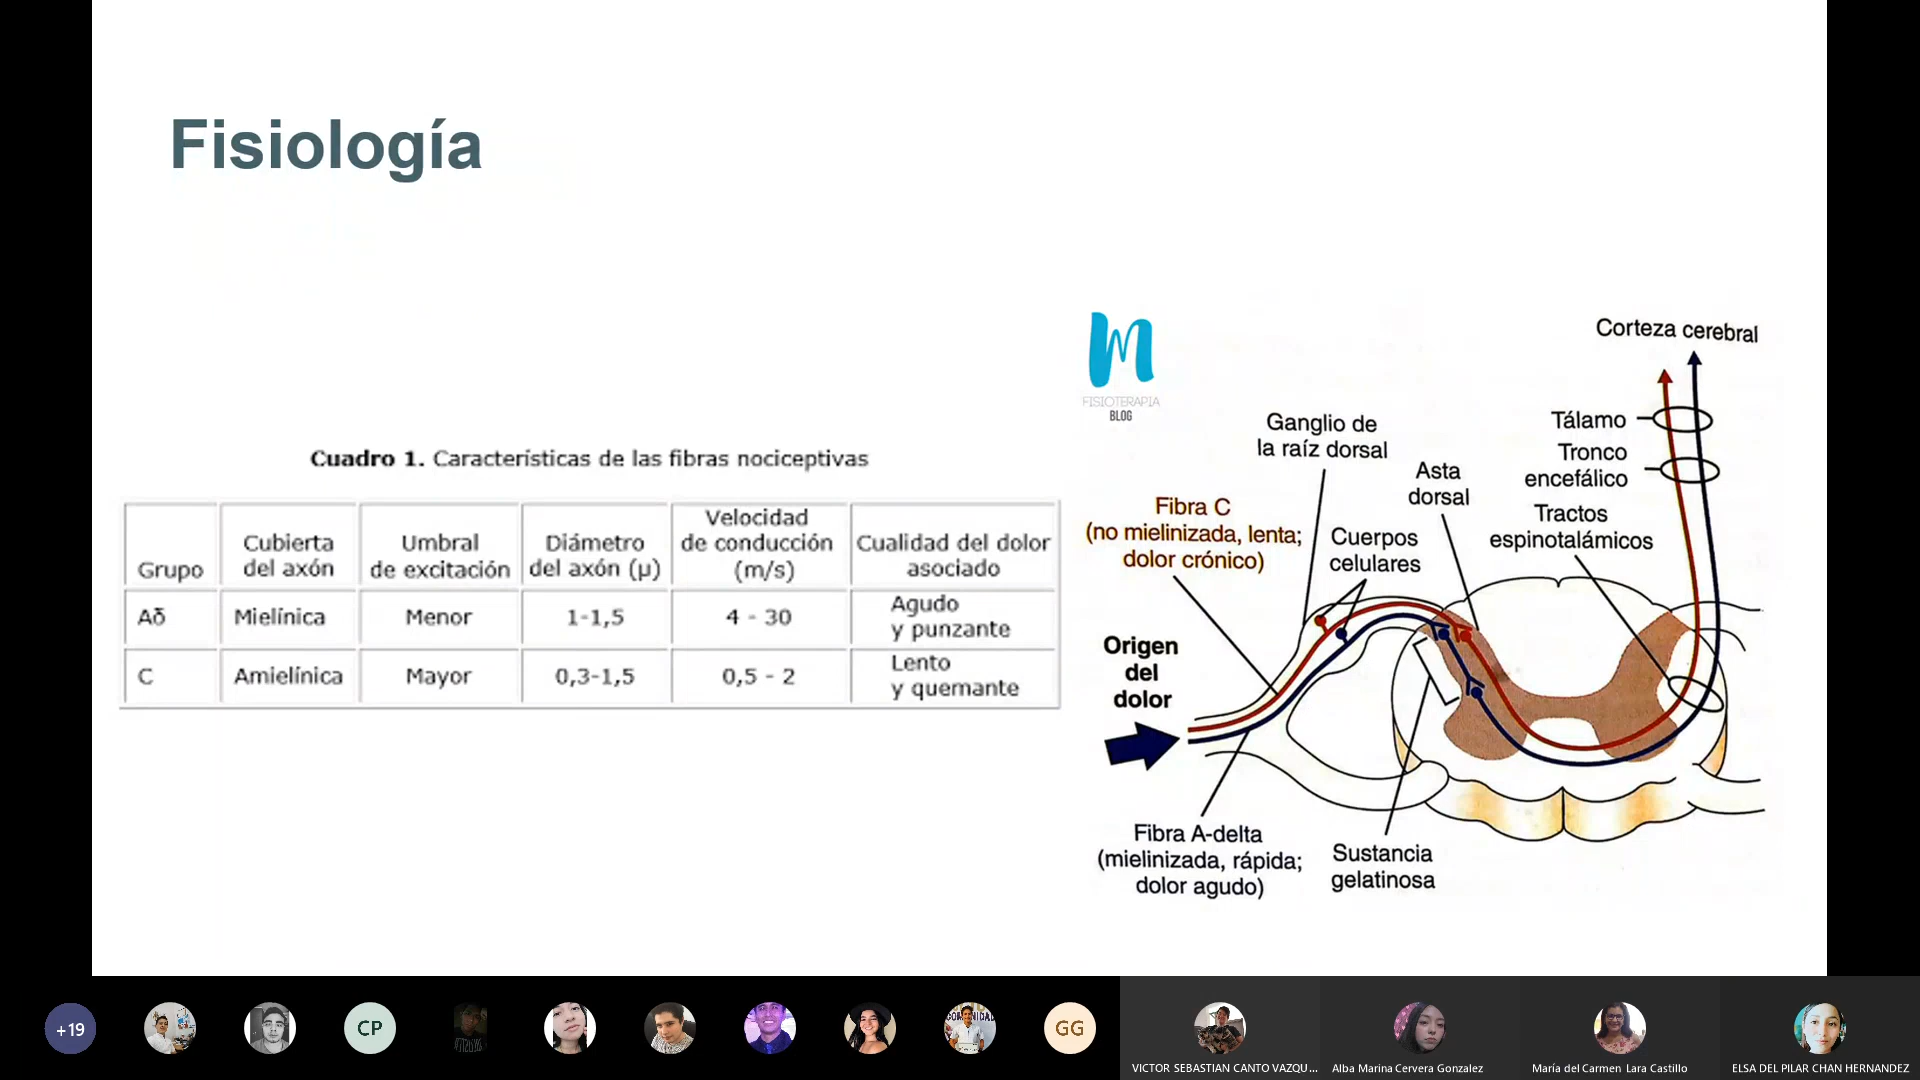 Fisiología
Cuadro 1. Características de las fibras nociceptivas
Grupo
Cubierta
del axón
Umbral
de excitación
Diámetro
del axón (μ)
Velocidad
de conducción
(m/s)
Cualidad del dolor
asociado
Aδ
Mielínica
Menor
1-1,5
4 - 30
Agudo
y punzante
C
Amielínica
Mayor
0,3-1,5
0,5 - 2
Lento
y quemante
M
FISIOTERAPIA
BLOG
Corteza cerebral
Tálamo
Tronco
encefálico
Tractos
espinotalámicos
Ganglio de
la raíz dorsal
Asta
dorsal
Fibra C
(no mielinizada, lenta;
dolor crónico)
Cuerpos
celulares
Origen
del
dolor
Fibra A-delta
(mielinizada, rápida;
dolor agudo)
Sustancia
gelatinosa
+19
CP
GG
VICTOR SEBASTIAN CANTO VAZQU...
Alba Marina Cervera Gonzalez
María del Carmen Lara Castillo
ELSA DEL PILAR CHAN HERNANDEZ